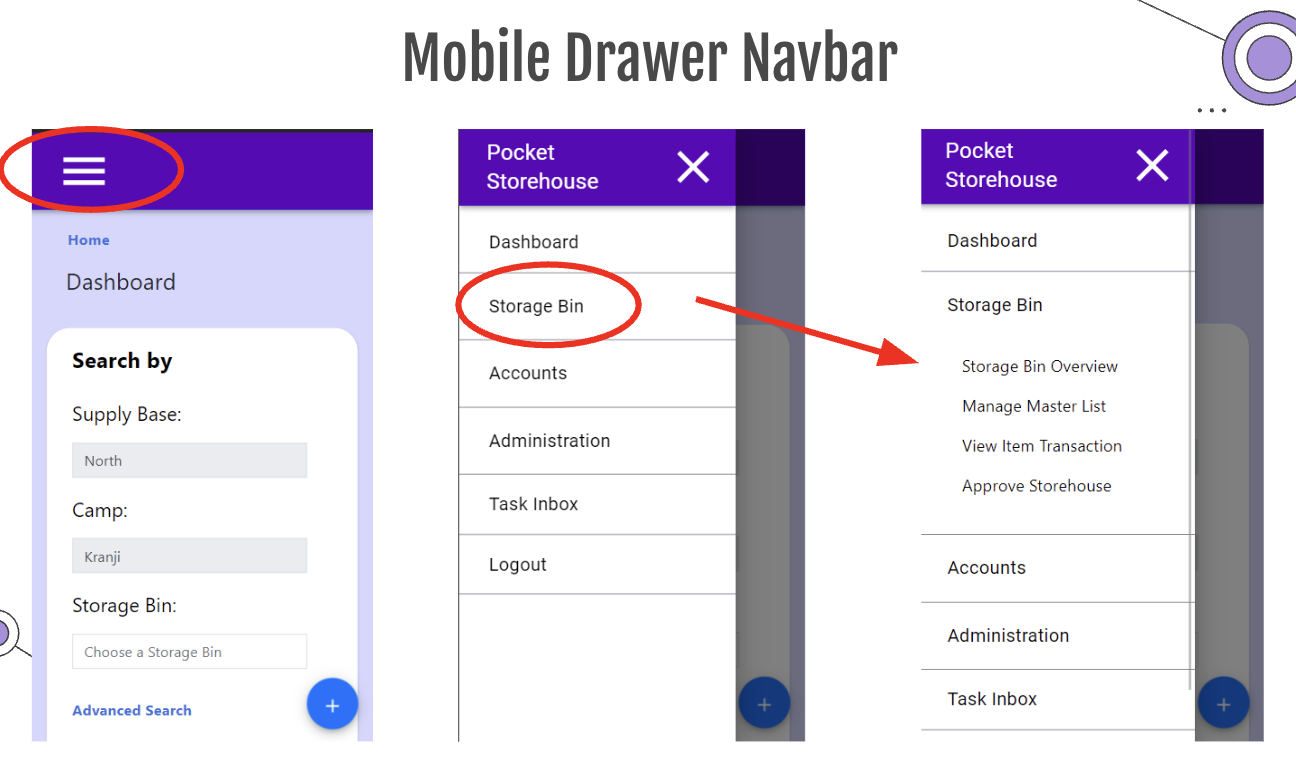 Mobile Drawer Navbar
Home
Dashboard
Search by
Supply Base:
North
Camp:
Kranji
Storage Bin:
Choose a Storage Bin
Advanced Search
+
Pocket
Storehouse
Dashboard
Storage Bin
Accounts
Administration
Task Inbox
Logout
+
Pocket
Storehouse
Dashboard
Storage Bin
Storage Bin Overview
Manage Master List
View Item Transaction
Approve Storehouse
Accounts
Administration
Task Inbox
+